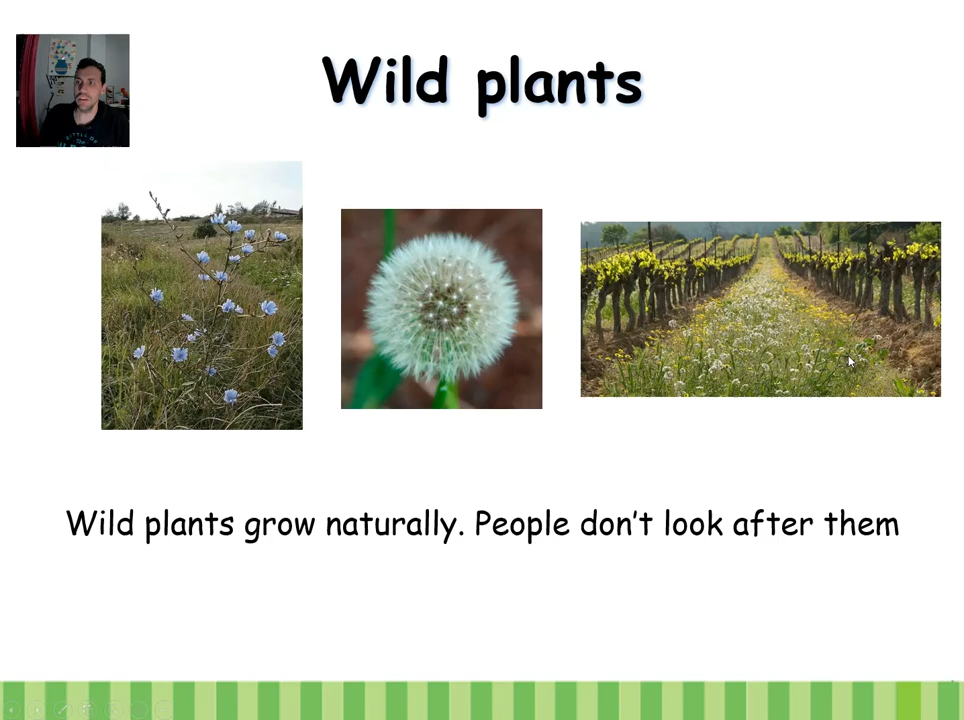 Wild plants
Wild plants grow naturally. People don't look after them